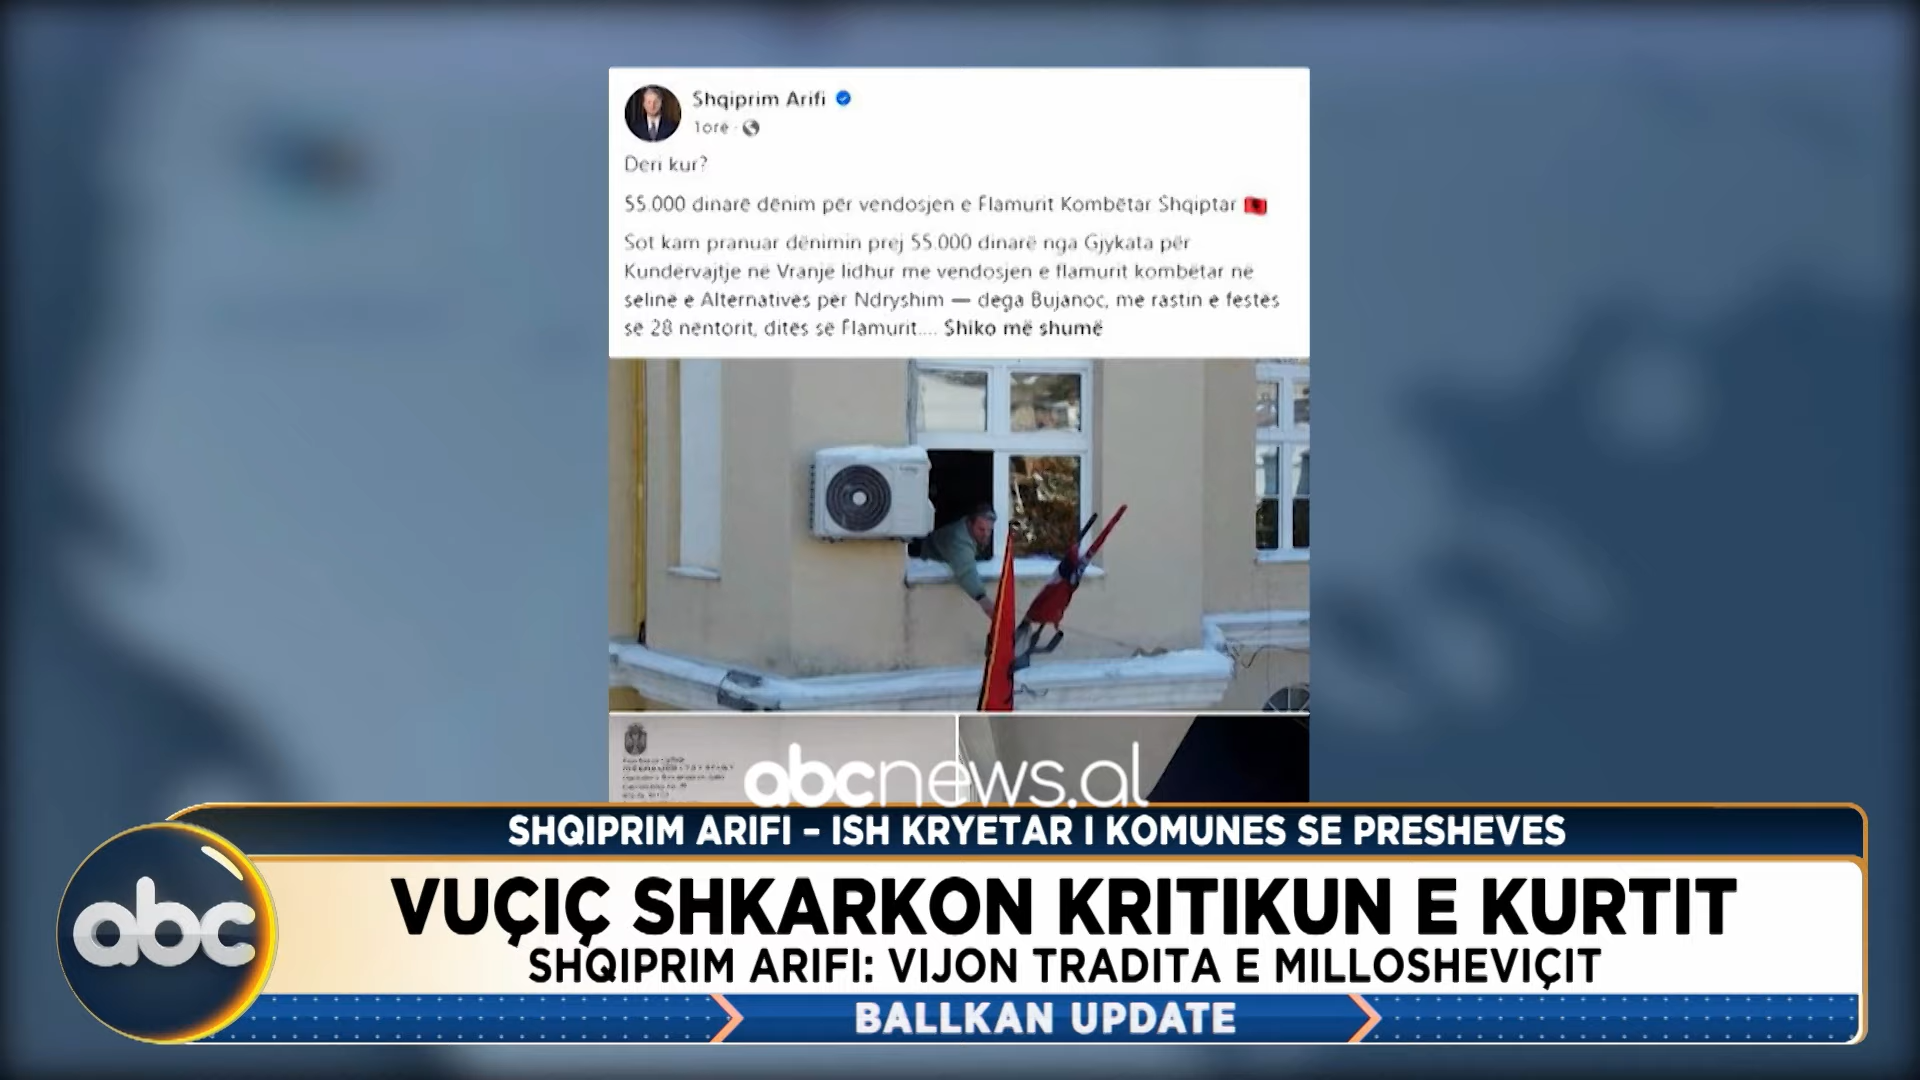 Shqiprim Arifi
1orë
Deri kur?
55.000 dinarë dënim për vendosjen e Flamurit Kombëtar Shqiptar
Sot kam pranuar dënimin prej 55.000 dinarë nga Gjykata për
Kundërvajtje në Vranjë lidhur me vendosjen e flamurit kombëtar në
selinë e Alternativës për Ndryshim — dega Bujanoc, me rastin e festës
së 28 nëntorit, ditës së Flamurit.... Shiko më shumë
abcnews.al
SHQIPRIM ARIFI – ISH KRYETAR I KOMUNES SE PRESHEVES
abc
VUÇIÇ SHKARKON KRITIKUN E KURTIT
SHQIPRIM ARIFI: VIJON TRADITA E MILLOSHEVIÇIT
BALLKAN UPDATE